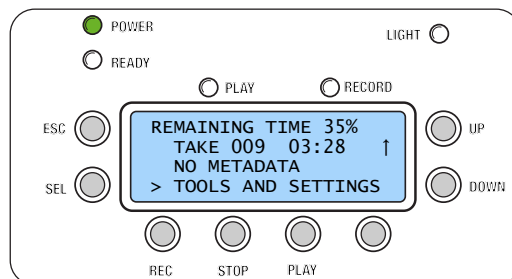 POWER
LIGHT
READY
PLAY
RECORD
ESC
REMAINING TIME 35%
TAKE 009 03:28 ↑
NO METADATA
> TOOLS AND SETTINGS
UP
SEL
DOWN
REC
STOP
PLAY